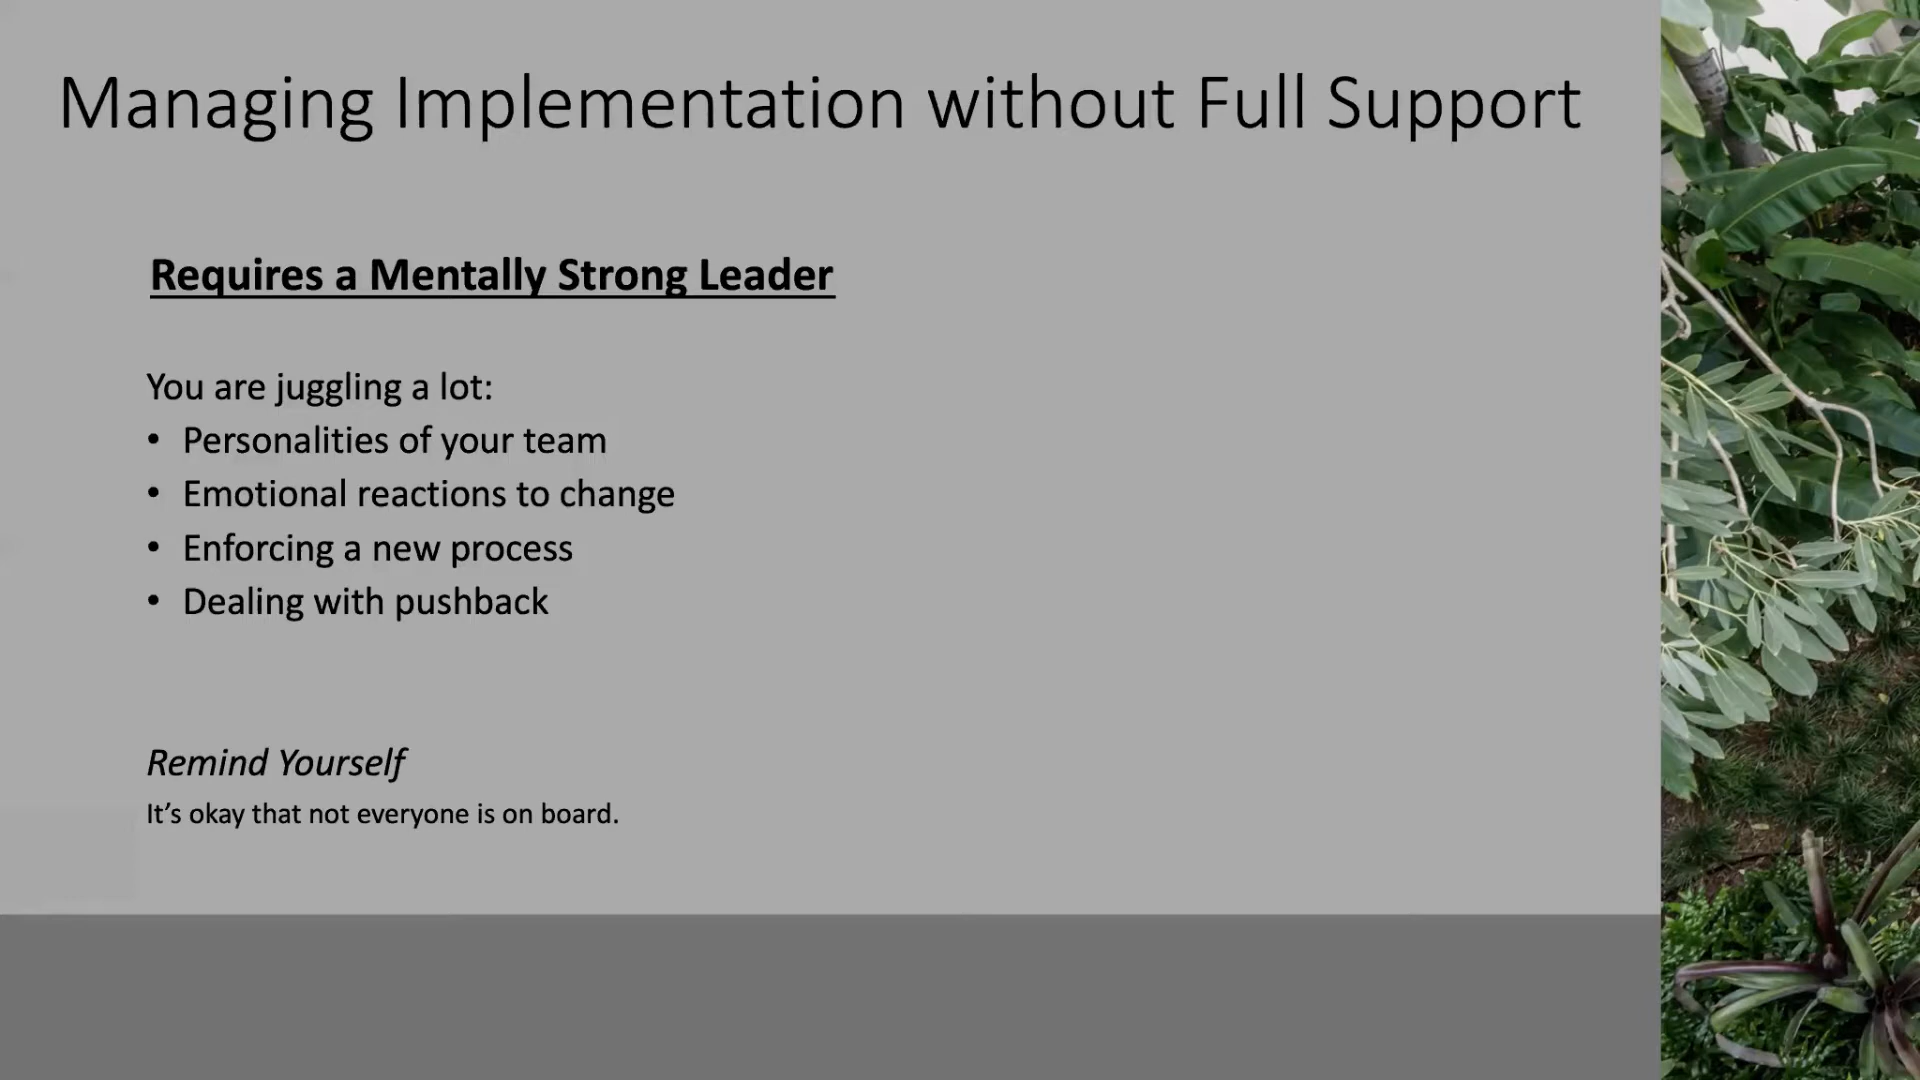 Managing Implementation without Full Support
Requires a Mentally Strong Leader
You are juggling a lot:
• Personalities of your team
• Emotional reactions to change
• Enforcing a new process
• Dealing with pushback
Remind Yourself
It’s okay that not everyone is on board.